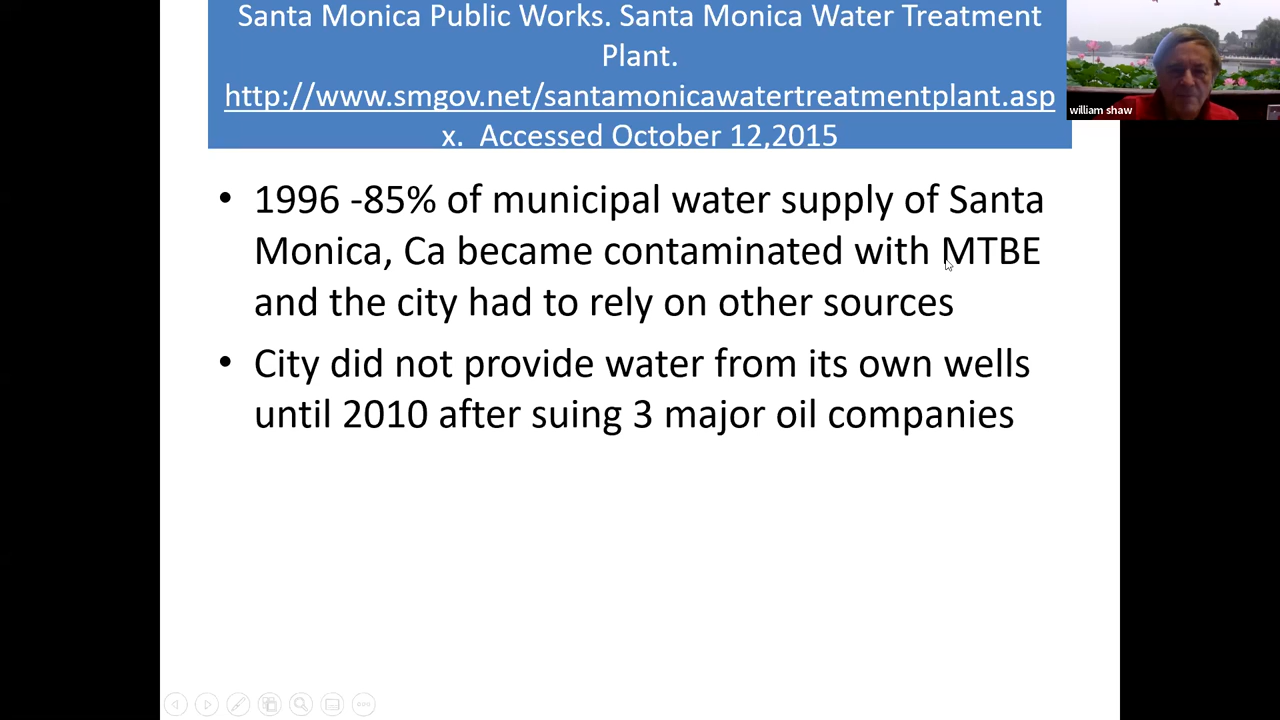 Santa Monica Public Works. Santa Monica Water Treatment
Plant.
http://www.smgov.net/santamonicawatertreatmentplant.asp
x.  Accessed October 12,2015
william shaw
• 1996 -85% of municipal water supply of Santa
Monica, Ca became contaminated with MTBE
and the city had to rely on other sources
• City did not provide water from its own wells
until 2010 after suing 3 major oil companies